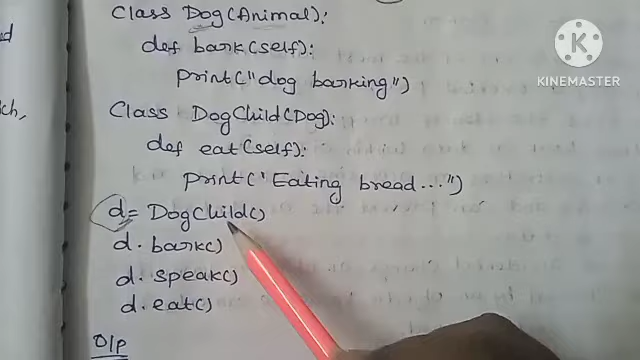 Class Dog(Animal):
def bark(self):
print("dog barking")
Class DogChild(Dog):
def eat(self):
print("Eating bread...")
d= DogChild()
d. bark()
d. speak()
d. eat()
O/p
KINEMASTER